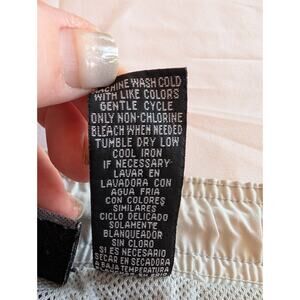 MACHINE WASH COLD
WITH LIKE COLORS
GENTLE CYCLE
ONLY NON-CHLORINE
BLEACH WHEN NEEDED
TUMBLE DRY LOW
COOL IRON
IF NECESSARY
LAVAR EN
LAVADORA CON
AGUA FRIA
CON COLORES
SIMILARES
CICLO DELICADO
SOLAMENTE
BLANQUEADOR
SIN CLORO
SI ES NECESARIO
SECAR EN SECADORA
A BAJA TEMPERATURA